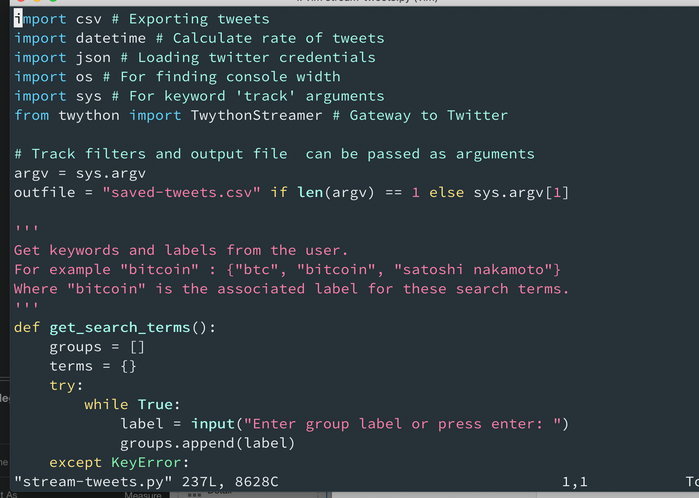 import csv # Exporting tweets
import datetime # Calculate rate of tweets
import json # Loading twitter credentials
import os # For finding console width
import sys # For keyword 'track' arguments
from twython import TwythonStreamer # Gateway to Twitter

# Track filters and output file  can be passed as arguments
argv = sys.argv
outfile = "saved-tweets.csv" if len(argv) == 1 else sys.argv[1]

'''
Get keywords and labels from the user.
For example "bitcoin" : {"btc", "bitcoin", "satoshi nakamoto"}
Where "bitcoin" is the associated label for these search terms.
'''
def get_search_terms():
    groups = []
    terms = {}
    try:
        while True:
            label = input("Enter group label or press enter: ")
            groups.append(label)
    except KeyError:
"stream-tweets.py" 237L, 8628C 1,1 To
Measure